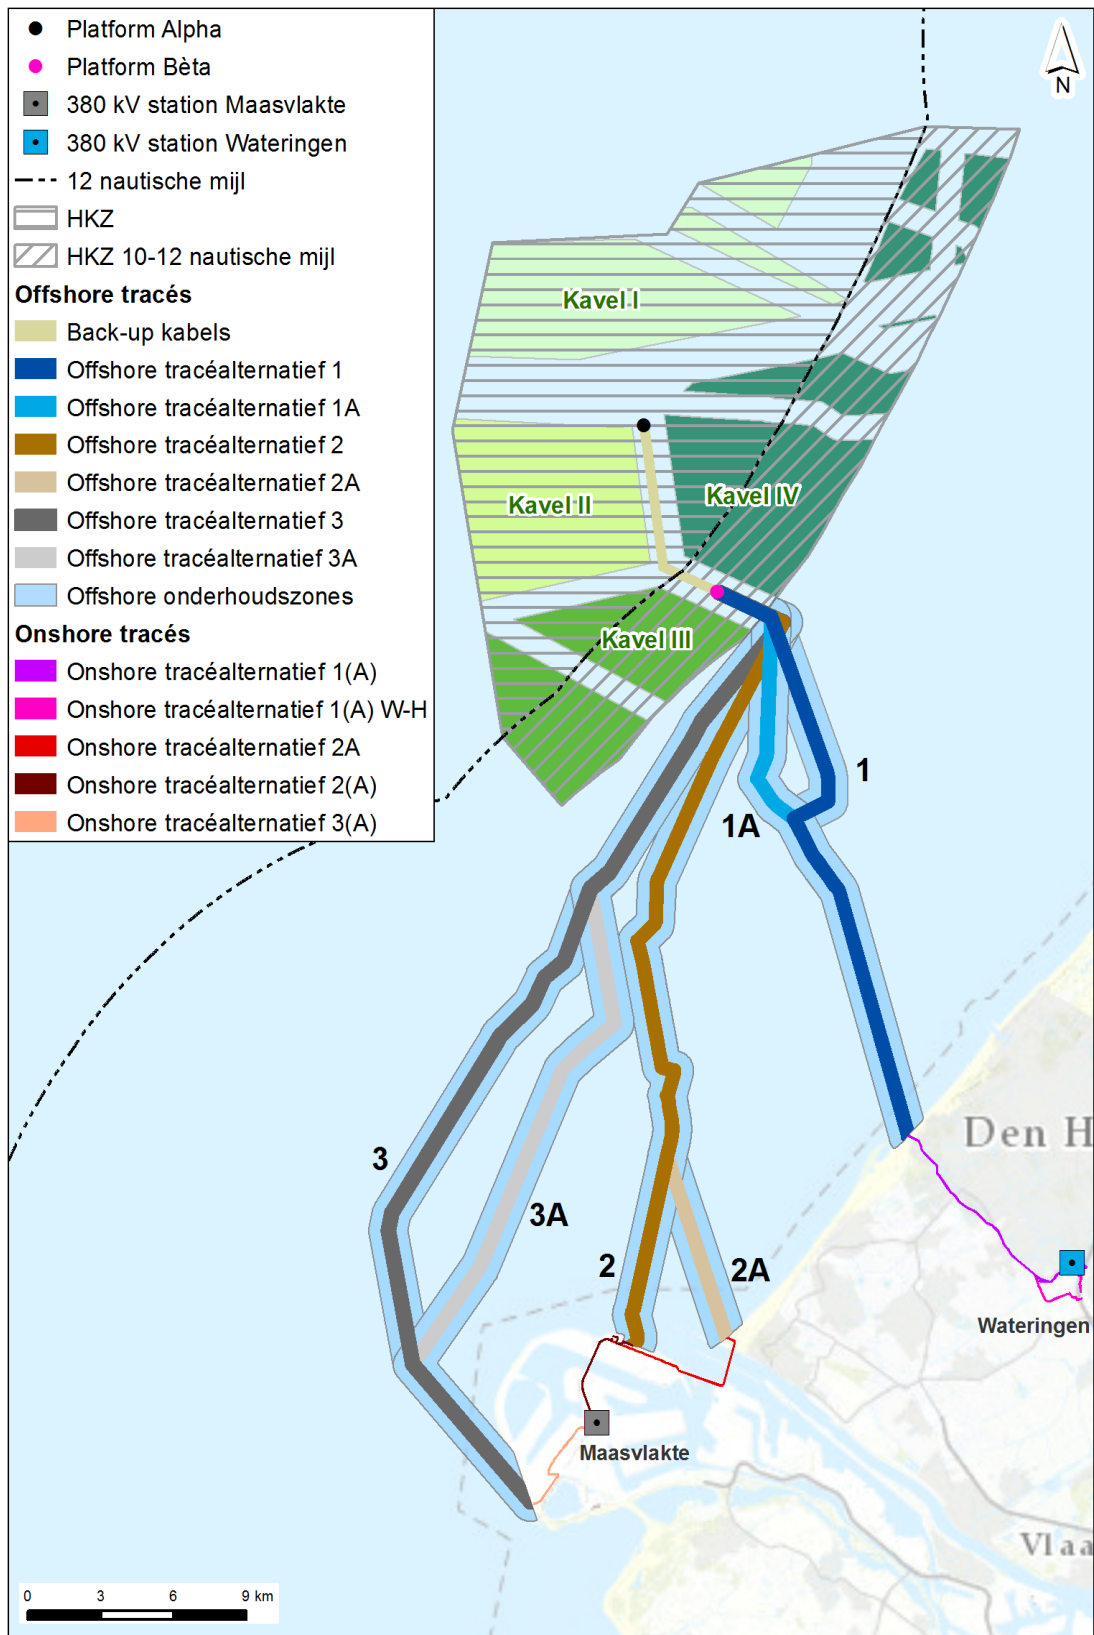 Platform Alpha
Platform Bèta
380 kV station Maasvlakte
380 kV station Wateringen
12 nautische mijl
HKZ
HKZ 10-12 nautische mijl
Offshore tracés
Back-up kabels
Offshore tracéalternatief 1
Offshore tracéalternatief 1A
Offshore tracéalternatief 2
Offshore tracéalternatief 2A
Offshore tracéalternatief 3
Offshore tracéalternatief 3A
Offshore onderhoudszones
Onshore tracés
Onshore tracéalternatief 1(A)
Onshore tracéalternatief 1(A) W-H
Onshore tracéalternatief 2A
Onshore tracéalternatief 2(A)
Onshore tracéalternatief 3(A)
N
Kavel I
Kavel II
Kavel IV
Kavel III
1
1A
Den H
3
3A
2
2A
Wateringen
Maasvlakte
Vlaa
0 3 6 9 km